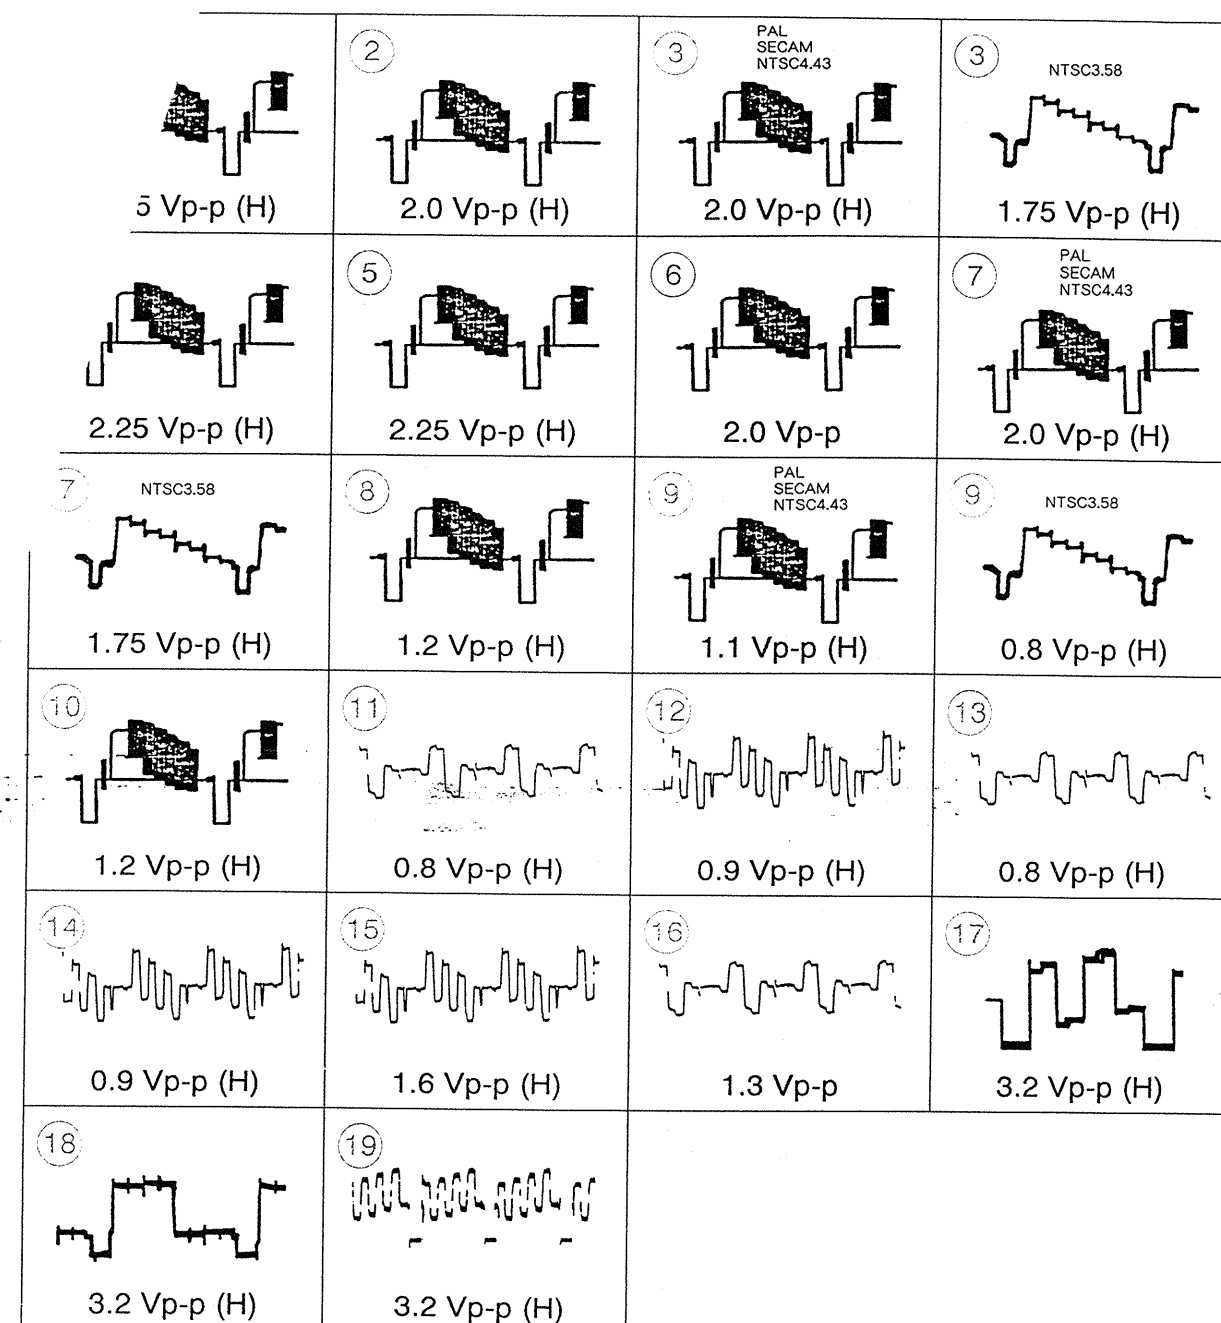 5 Vp-p (H)
2
2.0 Vp-p (H)
3
PAL
SECAM
NTSC4.43
2.0 Vp-p (H)
3
NTSC3.58
1.75 Vp-p (H)
2.25 Vp-p (H)
5
2.25 Vp-p (H)
6
2.0 Vp-p
7
PAL
SECAM
NTSC4.43
2.0 Vp-p (H)
7
NTSC3.58
1.75 Vp-p (H)
8
1.2 Vp-p (H)
9
PAL
SECAM
NTSC4.43
1.1 Vp-p (H)
9
NTSC3.58
0.8 Vp-p (H)
10
1.2 Vp-p (H)
11
0.8 Vp-p (H)
12
0.9 Vp-p (H)
13
0.8 Vp-p (H)
14
0.9 Vp-p (H)
15
1.6 Vp-p (H)
16
1.3 Vp-p
17
3.2 Vp-p (H)
18
3.2 Vp-p (H)
19
3.2 Vp-p (H)